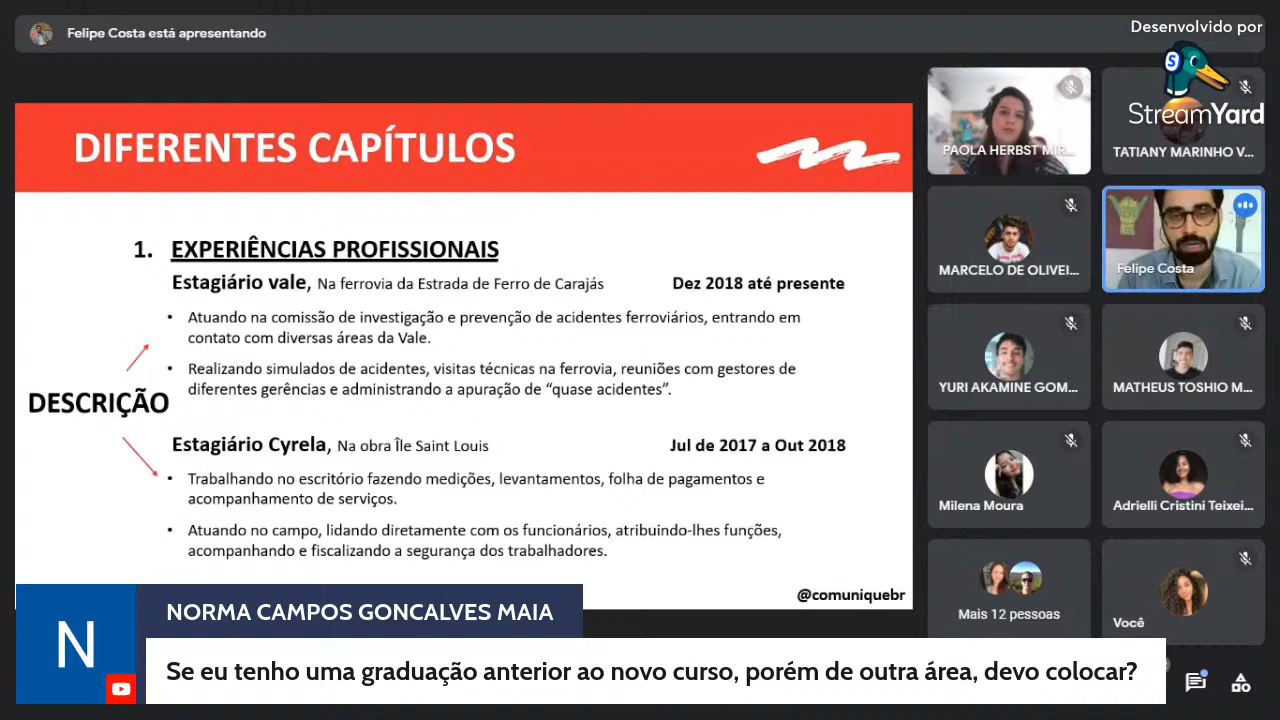 Felipe Costa está apresentando
Desenvolvido por
StreamYard
DIFERENTES CAPÍTULOS
1. EXPERIÊNCIAS PROFISSIONAIS
Estagiário vale, Na ferrovia da Estrada de Ferro de Carajás Dez 2018 até presente
• Atuando na comissão de investigação e prevenção de acidentes ferroviários, entrando em
contato com diversas áreas da Vale.
• Realizando simulados de acidentes, visitas técnicas na ferrovia, reuniões com gestores de
diferentes gerências e administrando a apuração de “quase acidentes”.
DESCRIÇÃO
Estagiário Cyrela, Na obra Île Saint Louis Jul de 2017 a Out 2018
• Trabalhando no escritório fazendo medições, levantamentos, folha de pagamentos e
acompanhamento de serviços.
• Atuando no campo, lidando diretamente com os funcionários, atribuindo-lhes funções,
acompanhando e fiscalizando a segurança dos trabalhadores.
@comuniquebr
PAOLA HERBST MIR...
TATIANY MARINHO V...
MARCELO DE OLIVEI...
Felipe Costa
YURI AKAMINE GOM...
MATHEUS TOSHIO M...
Milena Moura
Adrielli Cristini Teixei...
Mais 12 pessoas
Você
N
NORMA CAMPOS GONCALVES MAIA
Se eu tenho uma graduação anterior ao novo curso, porém de outra área, devo colocar?